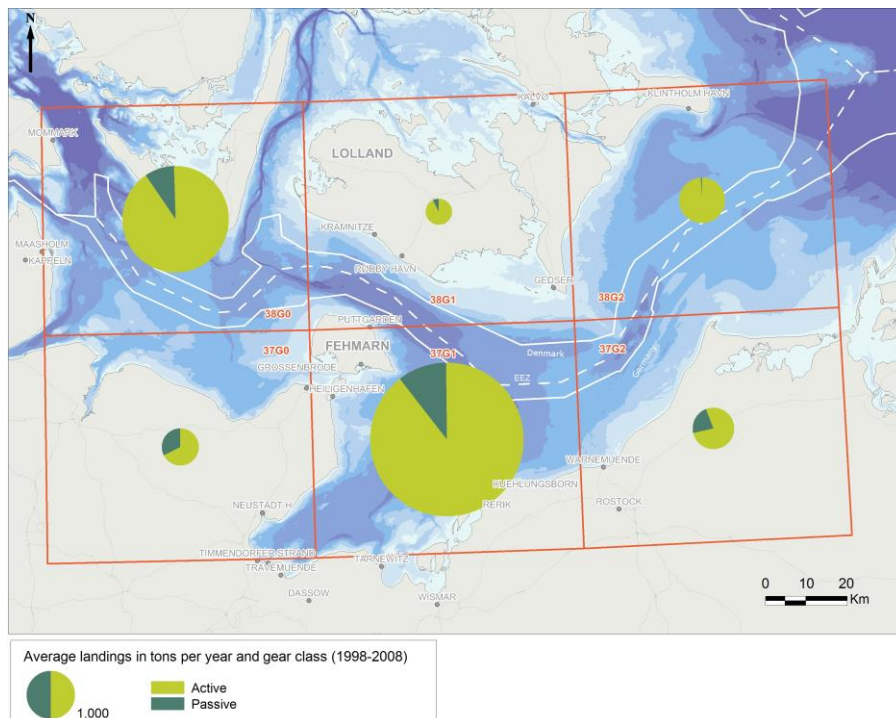 N
KALVØ
KLINTHOLM HAVN
MOMMARK
LOLLAND
KRAMNITZE
MAASHOLM
KAPPELN
RØDBY HAVN
GEDSER
38G0
38G1
38G2
PUTTGARDEN
37G0
FEHMARN
37G1
Denmark
37G2
GROSSENBRODE
EEZ
Germany
HEILIGENHAFEN
WARNEMUENDE
KUEHLUNGSBORN
NEUSTADT H
RERIK
ROSTOCK
TIMMENDORFER STRAND
TRAVEMUENDE
TARNEWITZ
DASSOW
WISMAR
0 10 20
Km
Average landings in tons per year and gear class (1998-2008)
Active
Passive
1,000